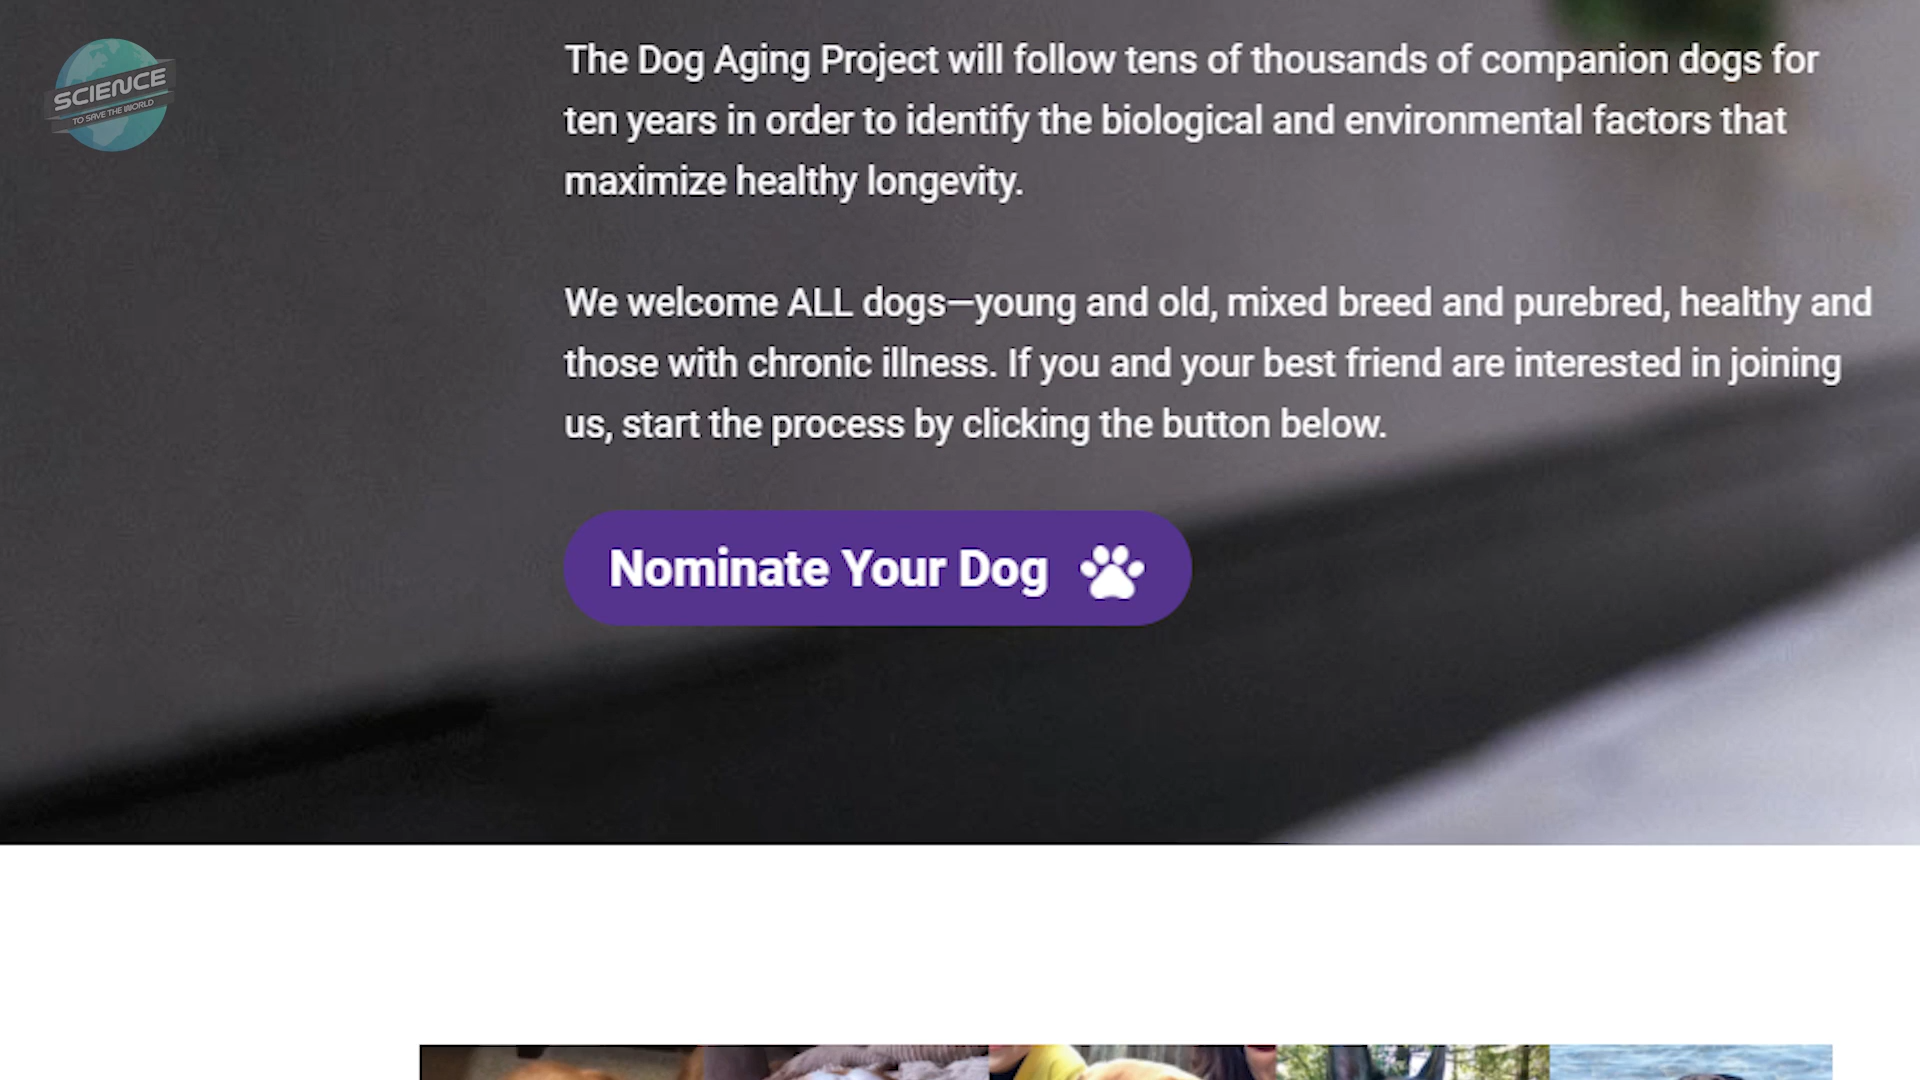 SCIENCE
TO SAVE THE WORLD
The Dog Aging Project will follow tens of thousands of companion dogs for
ten years in order to identify the biological and environmental factors that
maximize healthy longevity.
We welcome ALL dogs—young and old, mixed breed and purebred, healthy and
those with chronic illness. If you and your best friend are interested in joining
us, start the process by clicking the button below.
Nominate Your Dog